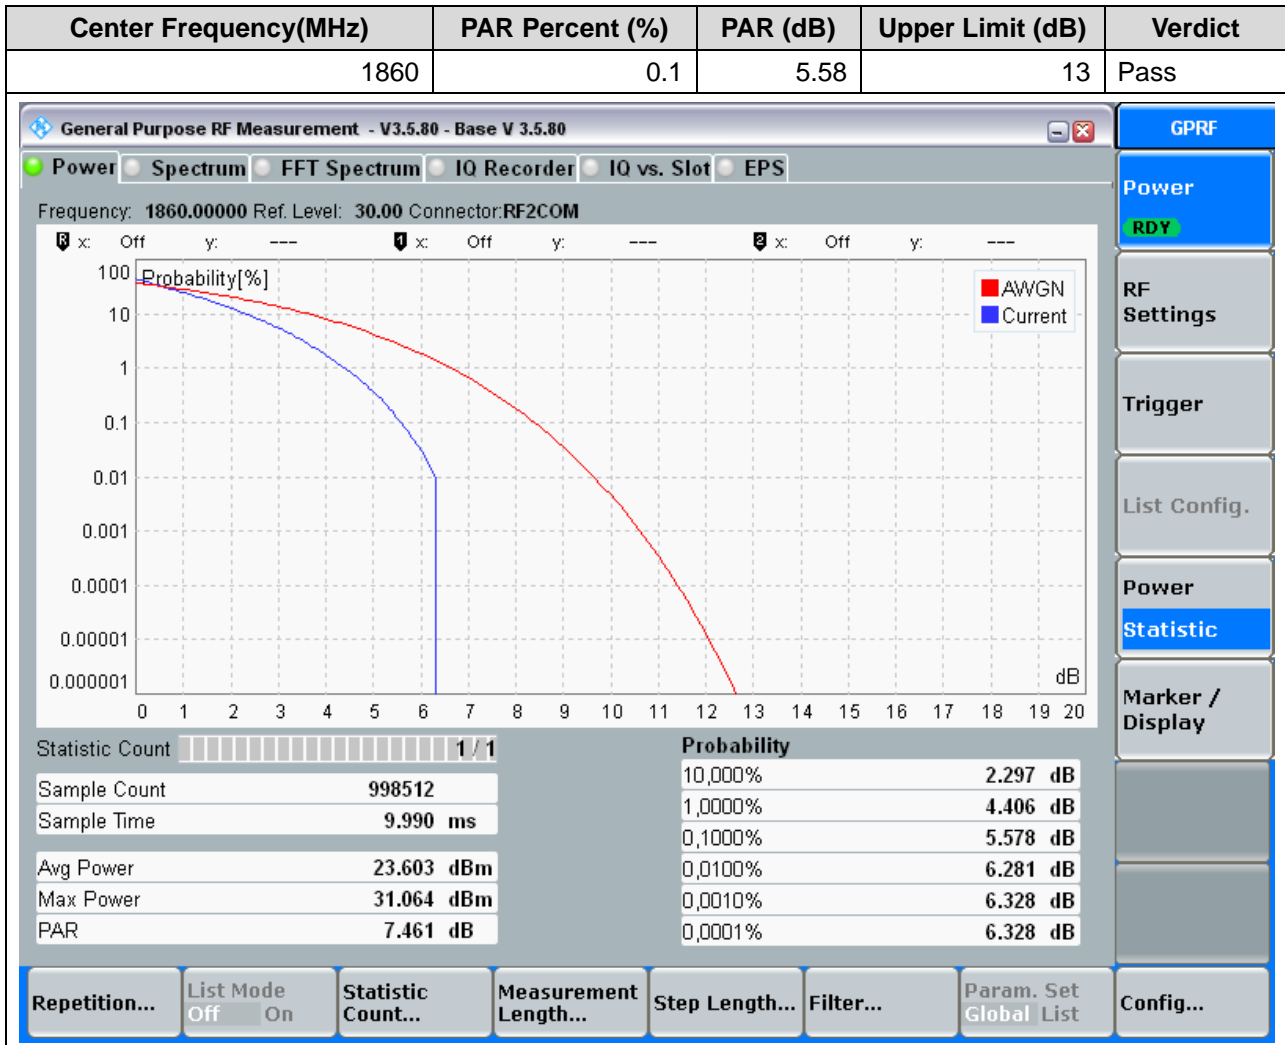 Center Frequency(MHz) PAR Percent (%) PAR (dB) Upper Limit (dB) Verdict
1860 0.1 5.58 13 Pass
General Purpose RF Measurement - V3.5.80 - Base V 3.5.80
GPRF
Power Spectrum FFT Spectrum IQ Recorder IQ vs. Slot EPS
Frequency: 1860.00000 Ref. Level: 30.00 Connector:RF2COM
R x: Off y: --- 1 x: Off y: --- 2 x: Off y: ---
Probability[%]
100
10
1
0.1
0.01
0.001
0.0001
0.00001
0.000001
AWGN
Current
dB
0 1 2 3 4 5 6 7 8 9 10 11 12 13 14 15 16 17 18 19 20
Statistic Count 1 / 1
Sample Count 998512
Sample Time 9.990 ms
Avg Power 23.603 dBm
Max Power 31.064 dBm
PAR 7.461 dB
Probability
10,000% 2.297 dB
1,0000% 4.406 dB
0,1000% 5.578 dB
0,0100% 6.281 dB
0,0010% 6.328 dB
0,0001% 6.328 dB
Power
RDY
RF
Settings
Trigger
List Config.
Power
Statistic
Marker /
Display
Repetition...
List Mode
Off On
Statistic
Count...
Measurement
Length...
Step Length...
Filter...
Param. Set
Global List
Config...